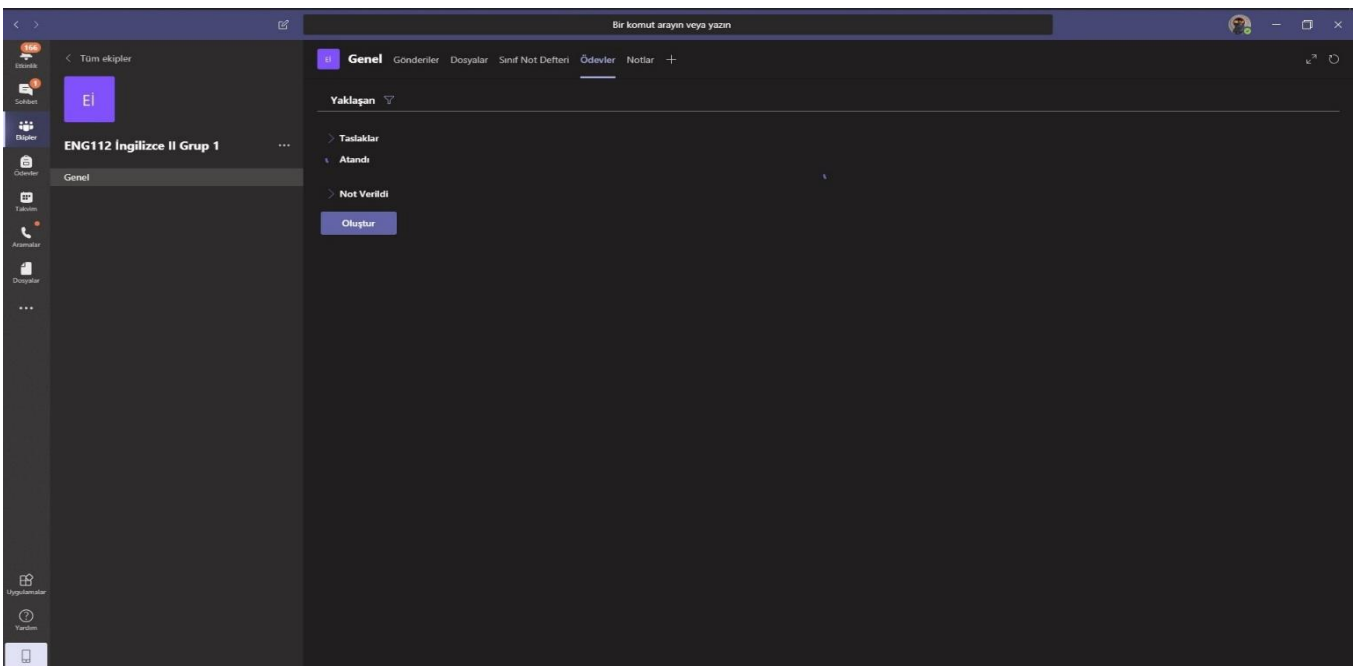 Bir komut arayın veya yazın
166
Etkinlik
1
Sohbet
Ekipler
Ödevler
Takvim
Aramalar
Dosyalar
Uygulamalar
Yardım
Tüm ekipler
Eİ
ENG112 İngilizce II Grup 1
Genel
Eİ Genel Gönderiler Dosyalar Sınıf Not Defteri Ödevler Notlar
Yaklaşan
Taslaklar
Atandı
Not Verildi
Oluştur